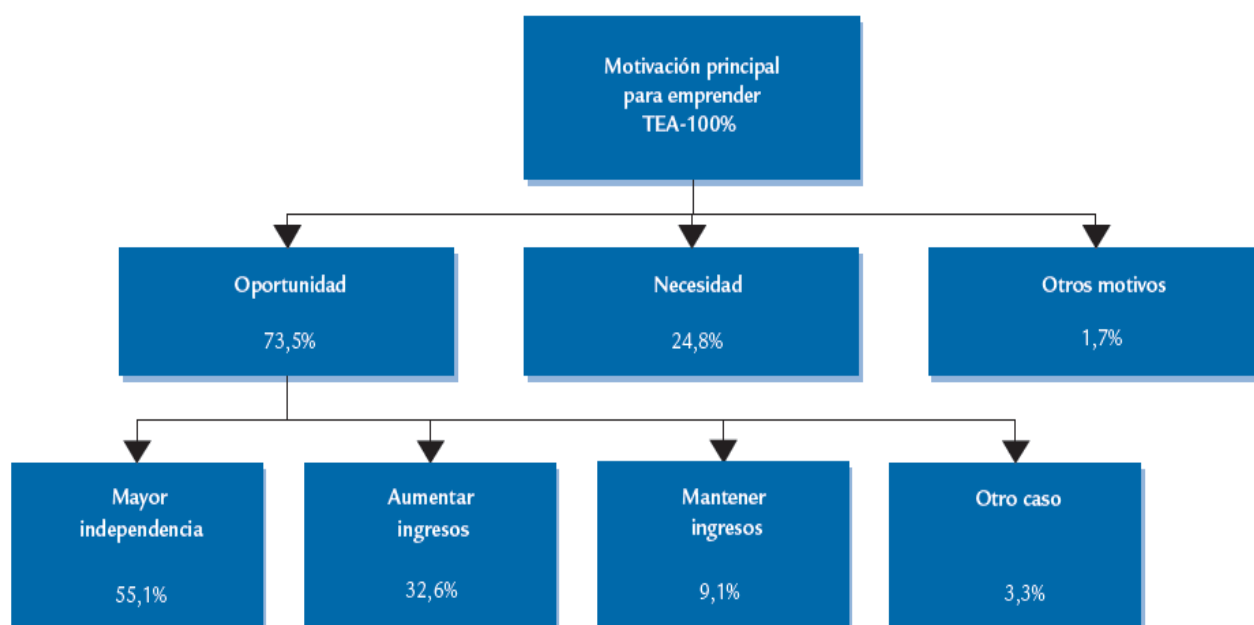 Motivación principal
para emprender
TEA-100%
Oportunidad
73,5%
Necesidad
24,8%
Otros motivos
1,7%
Mayor
independencia
55,1%
Aumentar
ingresos
32,6%
Mantener
ingresos
9,1%
Otro caso
3,3%